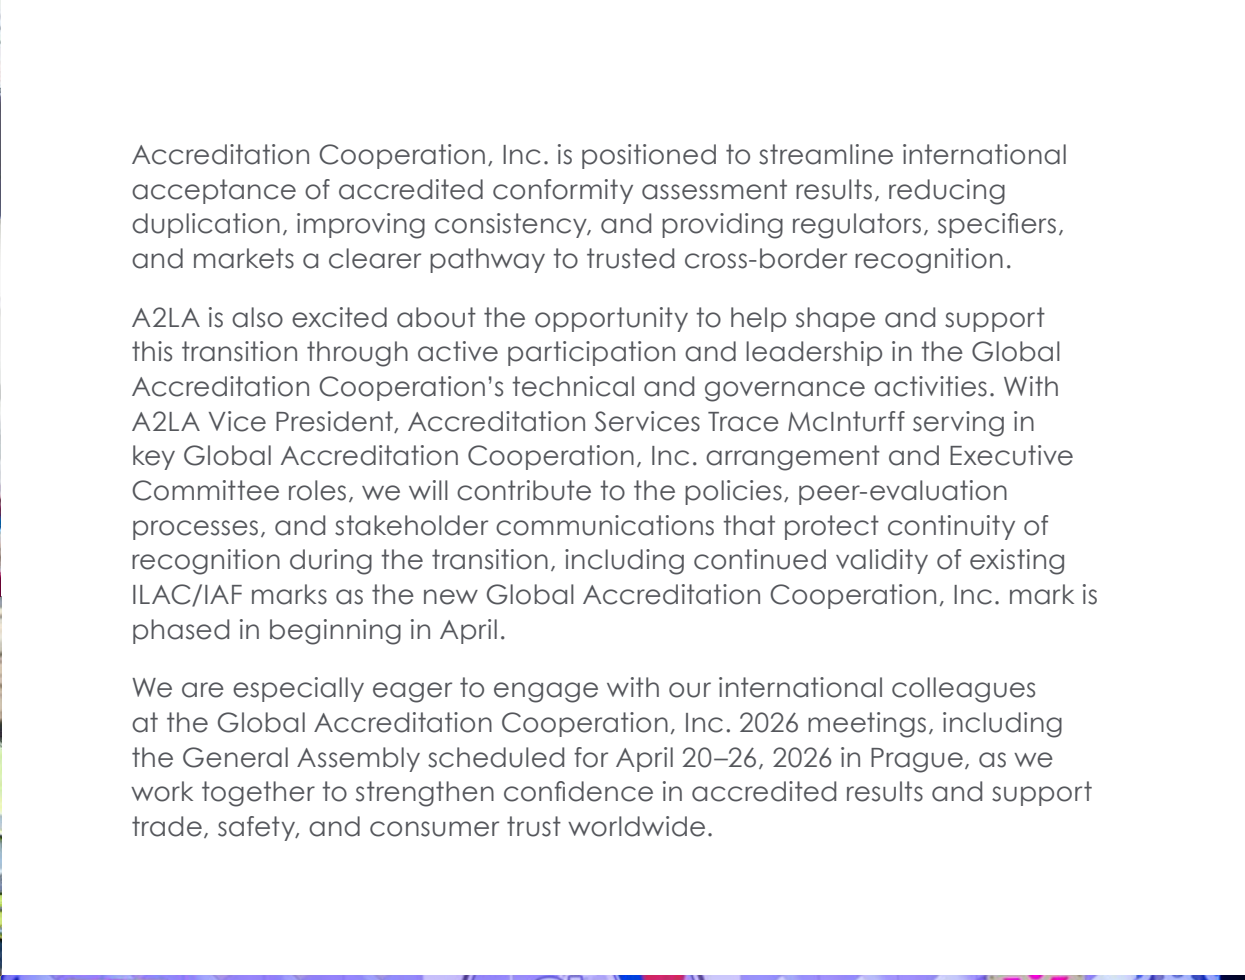 Accreditation Cooperation, Inc. is positioned to streamline international
acceptance of accredited conformity assessment results, reducing
duplication, improving consistency, and providing regulators, specifiers,
and markets a clearer pathway to trusted cross-border recognition.
A2LA is also excited about the opportunity to help shape and support
this transition through active participation and leadership in the Global
Accreditation Cooperation’s technical and governance activities. With
A2LA Vice President, Accreditation Services Trace McInturff serving in
key Global Accreditation Cooperation, Inc. arrangement and Executive
Committee roles, we will contribute to the policies, peer-evaluation
processes, and stakeholder communications that protect continuity of
recognition during the transition, including continued validity of existing
ILAC/IAF marks as the new Global Accreditation Cooperation, Inc. mark is
phased in beginning in April.
We are especially eager to engage with our international colleagues
at the Global Accreditation Cooperation, Inc. 2026 meetings, including
the General Assembly scheduled for April 20–26, 2026 in Prague, as we
work together to strengthen confidence in accredited results and support
trade, safety, and consumer trust worldwide.